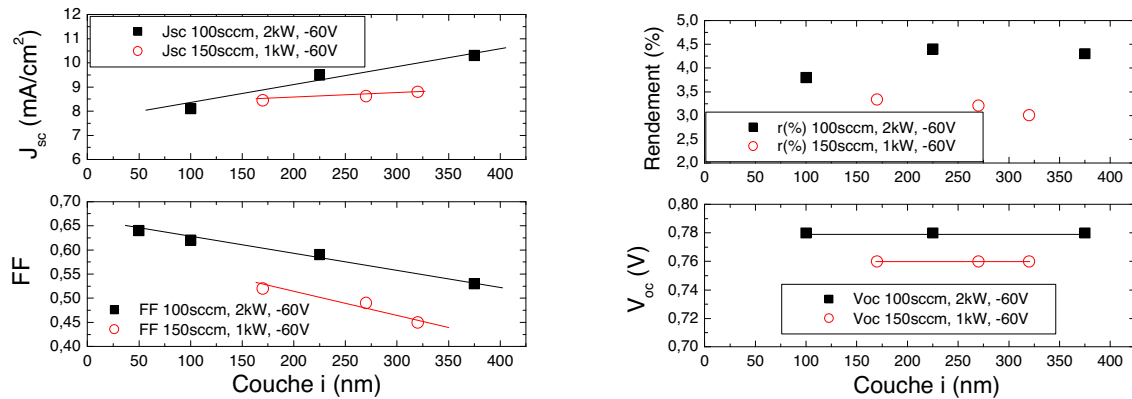 12
11
10
9
8
7
6
J_sc (mA/cm²)
Jsc 100sccm, 2kW, -60V
Jsc 150sccm, 1kW, -60V
0 50 100 150 200 250 300 350 400
0,70
0,65
0,60
0,55
0,50
0,45
0,40
FF
FF 100sccm, 2kW, -60V
FF 150sccm, 1kW, -60V
0 50 100 150 200 250 300 350 400
Couche i (nm)
5,0
4,5
4,0
3,5
3,0
2,5
2,0
Rendement (%)
r(%) 100sccm, 2kW, -60V
r(%) 150sccm, 1kW, -60V
0 50 100 150 200 250 300 350 400
0,80
0,78
0,76
0,74
0,72
0,70
V_oc (V)
Voc 100sccm, 2kW, -60V
Voc 150sccm, 1kW, -60V
0 50 100 150 200 250 300 350 400
Couche i (nm)